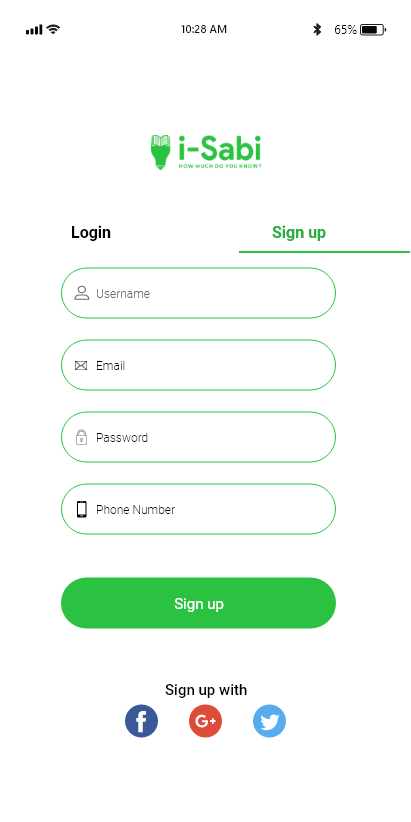 10:28 AM 65%
i-Sabi
HOW MUCH DO YOU KNOW?
Login Sign up
Username
Email
Password
Phone Number
Sign up
Sign up with
f G+